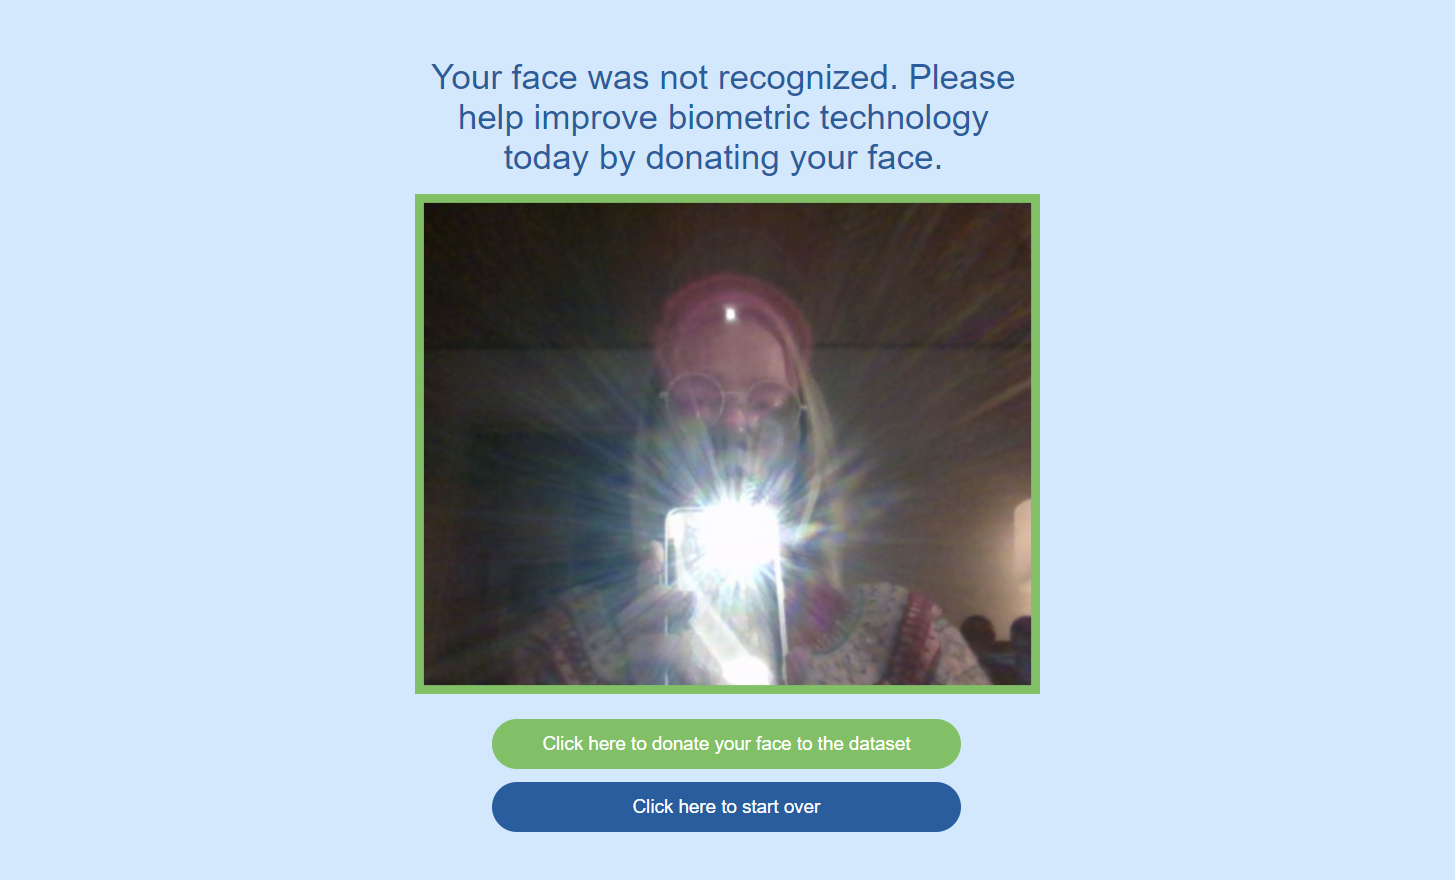 Your face was not recognized. Please
help improve biometric technology
today by donating your face.
Click here to donate your face to the dataset
Click here to start over